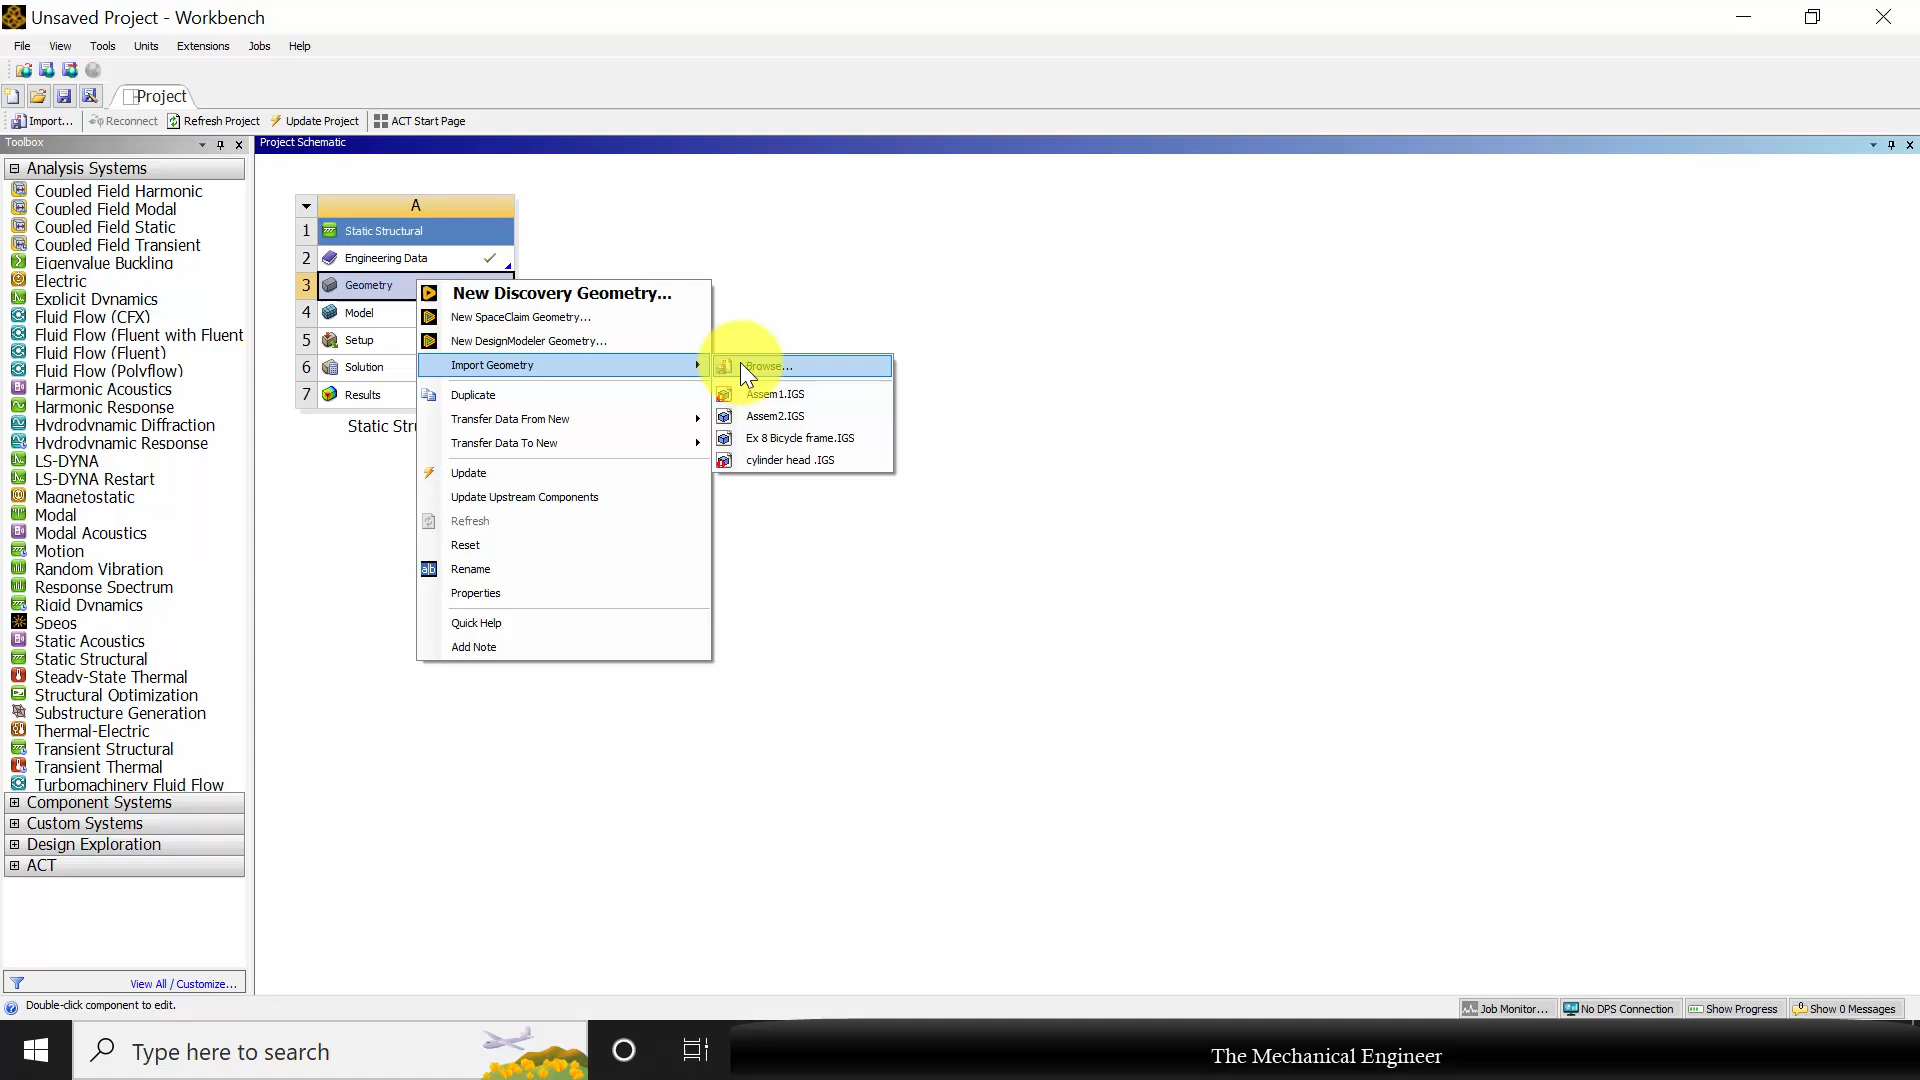 Unsaved Project - Workbench
File View Tools Units Extensions Jobs Help
Project
Import... Reconnect Refresh Project Update Project ACT Start Page
Toolbox
Project Schematic
Analysis Systems
Coupled Field Harmonic
Coupled Field Modal
Coupled Field Static
Coupled Field Transient
Eigenvalue Buckling
Electric
Explicit Dynamics
Fluid Flow (CFX)
Fluid Flow (Fluent with Fluent
Fluid Flow (Fluent)
Fluid Flow (Polyflow)
Harmonic Acoustics
Harmonic Response
Hydrodynamic Diffraction
Hydrodynamic Response
LS-DYNA
LS-DYNA Restart
Magnetostatic
Modal
Modal Acoustics
Motion
Random Vibration
Response Spectrum
Rigid Dynamics
Speos
Static Acoustics
Static Structural
Steady-State Thermal
Structural Optimization
Substructure Generation
Thermal-Electric
Transient Structural
Transient Thermal
Turbomachinery Fluid Flow
Component Systems
Custom Systems
Design Exploration
ACT
View All / Customize...
A
1 Static Structural
2 Engineering Data
3 Geometry
4 Model
5 Setup
6 Solution
7 Results
Static Stru
New Discovery Geometry...
New SpaceClaim Geometry...
New DesignModeler Geometry...
Import Geometry
Duplicate
Transfer Data From New
Transfer Data To New
Update
Update Upstream Components
Refresh
Reset
a|b Rename
Properties
Quick Help
Add Note
Browse...
Assem1.IGS
Assem2.IGS
Ex 8 Bicycle frame.IGS
cylinder head .IGS
Double-click component to edit.
Job Monitor... No DPS Connection Show Progress Show 0 Messages
Type here to search
The Mechanical Engineer